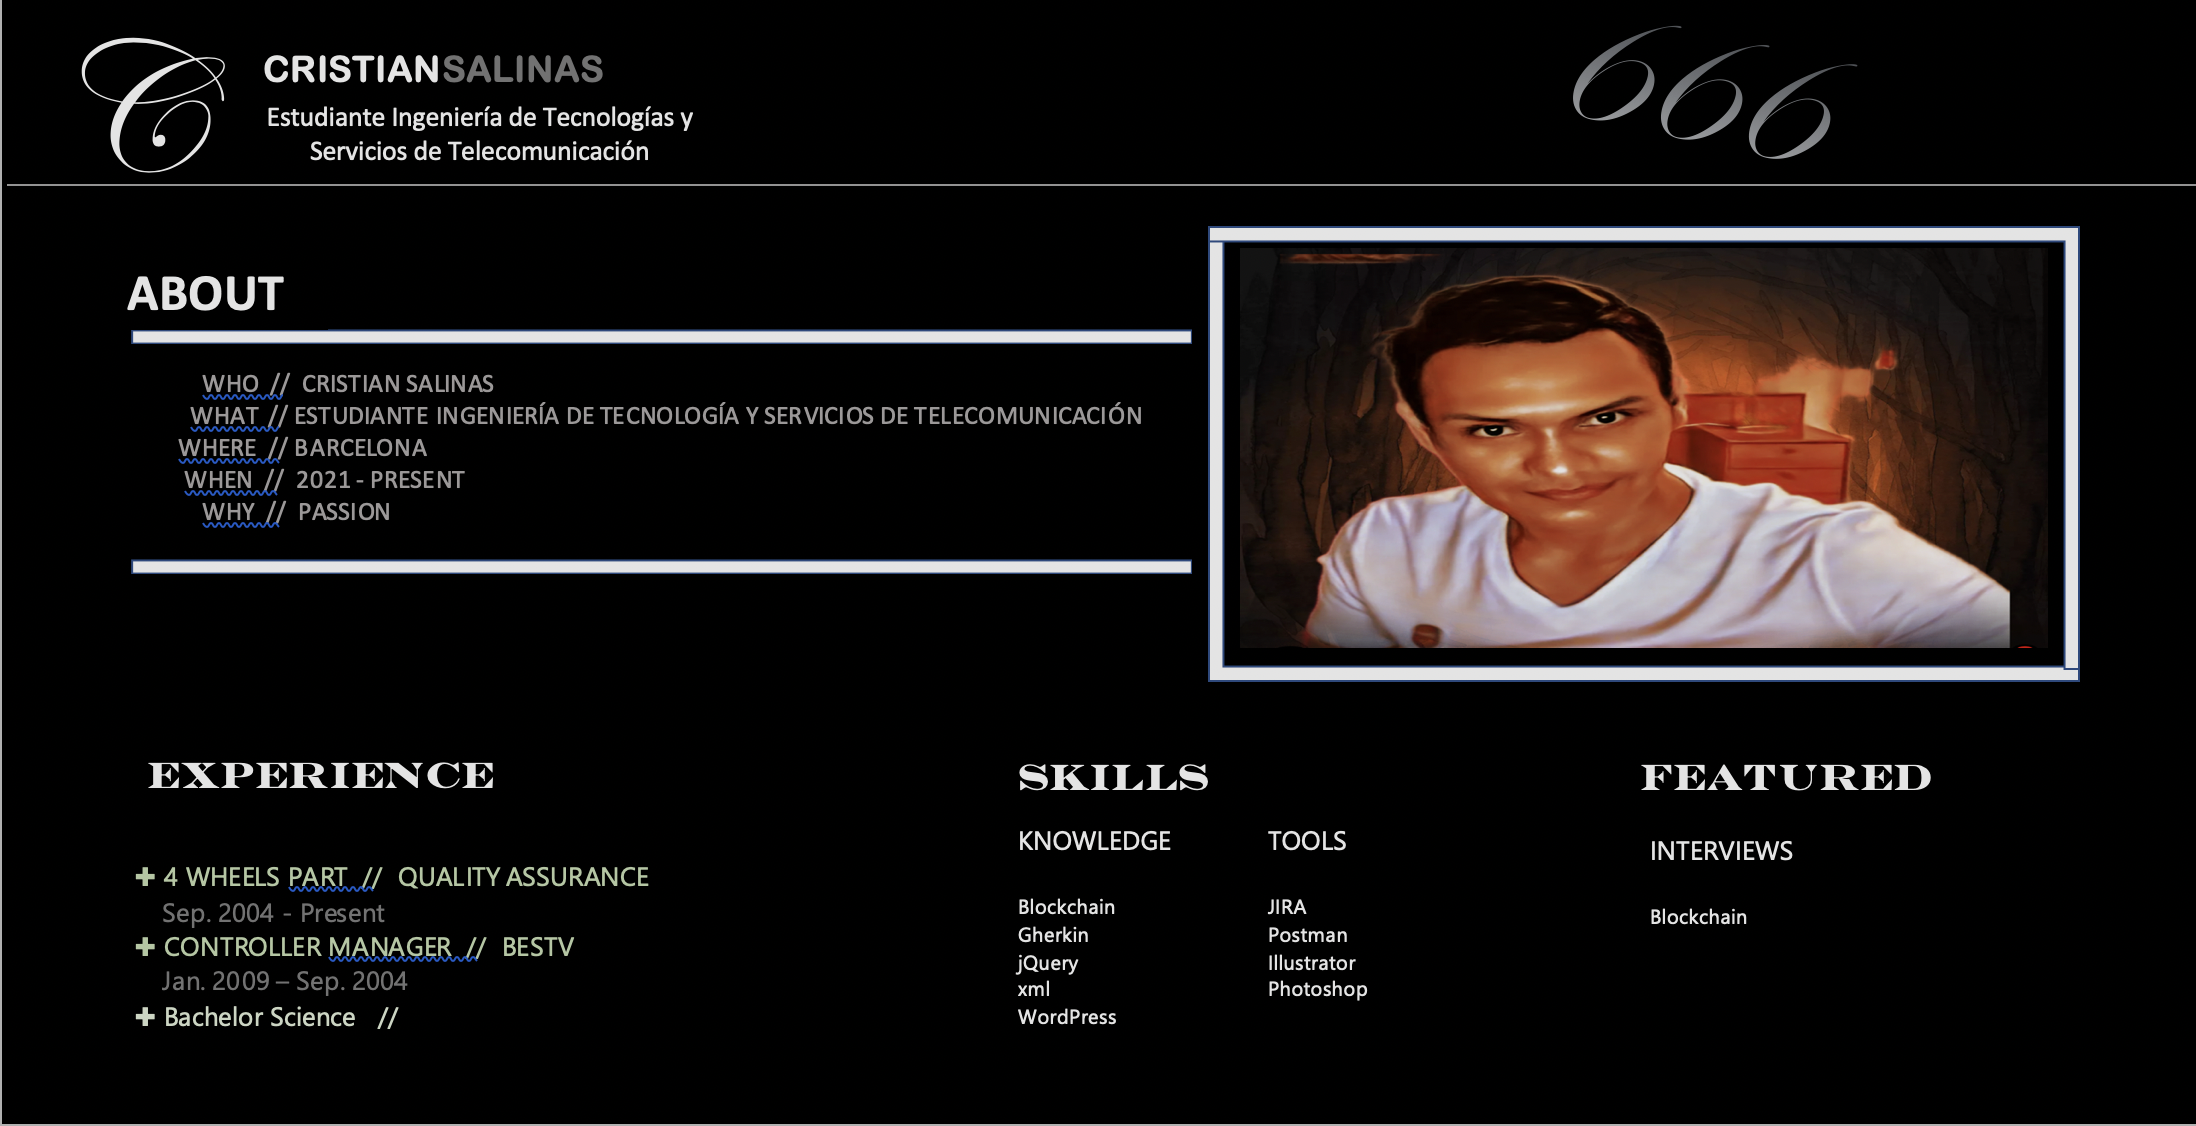 C
CRISTIANSALINAS
Estudiante Ingeniería de Tecnologías y
Servicios de Telecomunicación
666
ABOUT
WHO // CRISTIAN SALINAS
WHAT // ESTUDIANTE INGENIERÍA DE TECNOLOGÍA Y SERVICIOS DE TELECOMUNICACIÓN
WHERE // BARCELONA
WHEN // 2021 - PRESENT
WHY // PASSION
EXPERIENCE
✚ 4 WHEELS PART // QUALITY ASSURANCE
Sep. 2004 - Present
✚ CONTROLLER MANAGER // BESTV
Jan. 2009 – Sep. 2004
✚ Bachelor Science //
SKILLS
KNOWLEDGE
Blockchain
Gherkin
jQuery
xml
WordPress
TOOLS
JIRA
Postman
Illustrator
Photoshop
FEATURED
INTERVIEWS
Blockchain